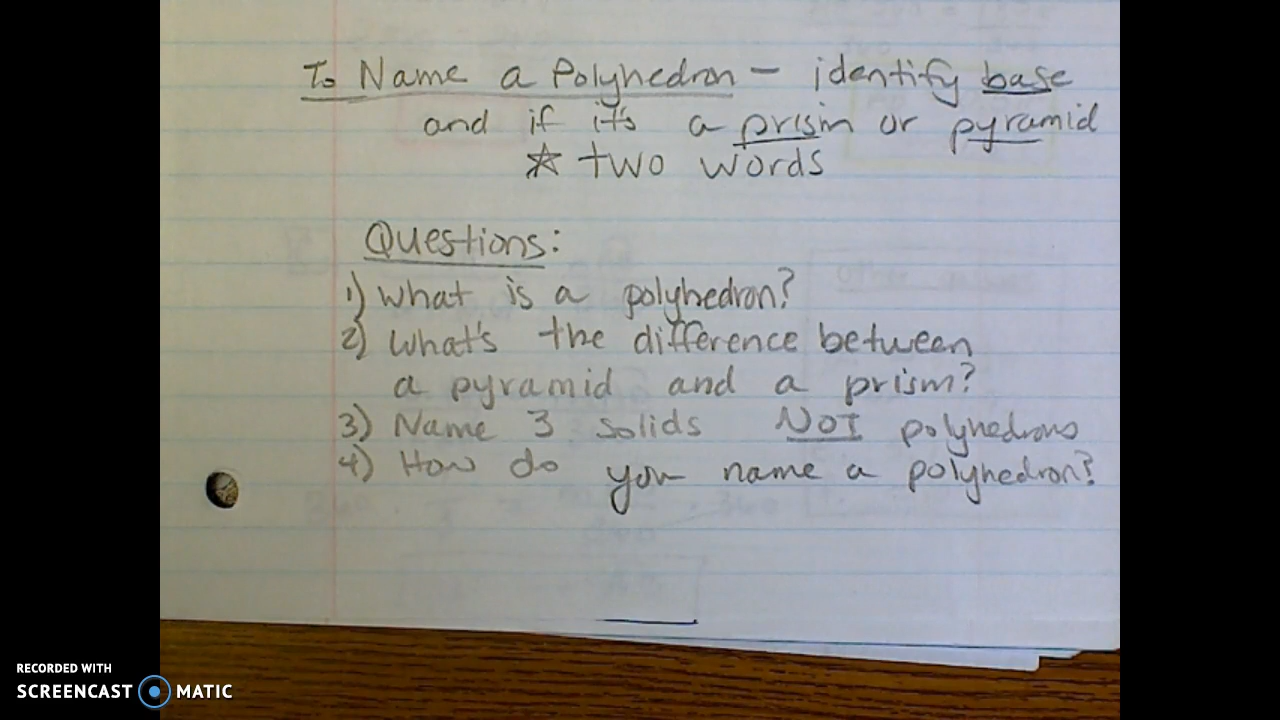 To Name a Polyhedron - identify base
and if it's a prism or pyramid
☆ two words
Questions:
1) What is a polyhedron?
2) What's the difference between
a pyramid and a prism?
3) Name 3 solids NOT polyhedrons
4) How do you name a polyhedron?
RECORDED WITH
SCREENCAST MATIC